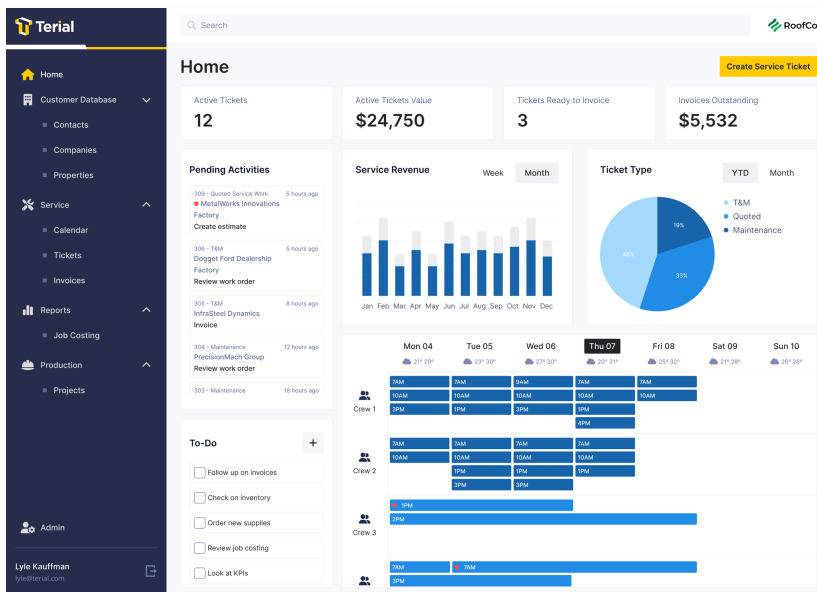 Terial
Search
RoofCo
Home
Customer Database
Contacts
Companies
Properties
Service
Calendar
Tickets
Invoices
Reports
Job Costing
Production
Projects
Admin
Lyle Kauffman
lyle@terial.com
Home
Create Service Ticket
Active Tickets
12
Active Tickets Value
$24,750
Tickets Ready to Invoice
3
Invoices Outstanding
$5,532
Pending Activities
309 - Quoted Service Work 5 hours ago
MetalWorks Innovations
Factory
Create estimate
306 - T&M 5 hours ago
Dogget Ford Dealership
Factory
Review work order
305 - T&M 8 hours ago
InfraSteel Dynamics
Invoice
304 - Maintenance 12 hours ago
PrecisionMach Group
Review work order
303 - Maintenance 18 hours ago
To-Do +
Follow up on invoices
Check on inventory
Order new supplies
Review job costing
Look at KPIs
Service Revenue Week Month
Jan Feb Mar Apr May Jun Jul Aug Sep Oct Nov Dec
Ticket Type YTD Month
T&M
Quoted
Maintenance
19%
48%
33%
Mon 04 Tue 05 Wed 06 Thu 07 Fri 08 Sat 09 Sun 10
21° 29° 23° 30° 27° 30° 20° 31° 25° 32° 21° 28° 26° 28°
7AM 7AM 9AM 7AM 7AM
10AM 10AM 10AM 10AM 10AM
3PM 1PM 3PM 1PM
Crew 1
4PM
7AM 7AM 7AM 7AM
10AM 10AM 10AM 10AM
Crew 2
1PM 1PM 1PM
3PM 3PM
1PM
2PM
Crew 3
7AM 7AM
3PM